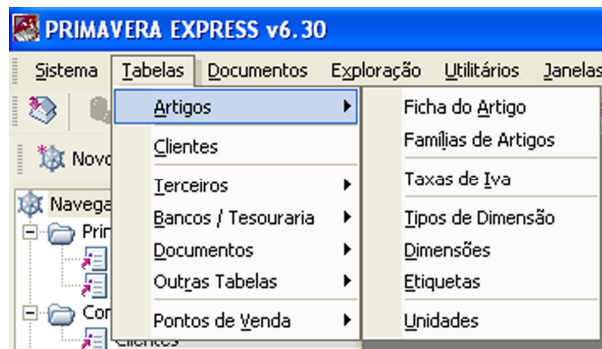 PRIMAVERA EXPRESS v6.30
Sistema Tabelas Documentos Exploração Utilitários Janelas
Artigos
Clientes
Terceiros
Bancos / Tesouraria
Documentos
Outras Tabelas
Pontos de Venda
Ficha do Artigo
Famílias de Artigos
Taxas de Iva
Tipos de Dimensão
Dimensões
Etiquetas
Unidades
Novo
Navega
Prir
Cor
Clientes